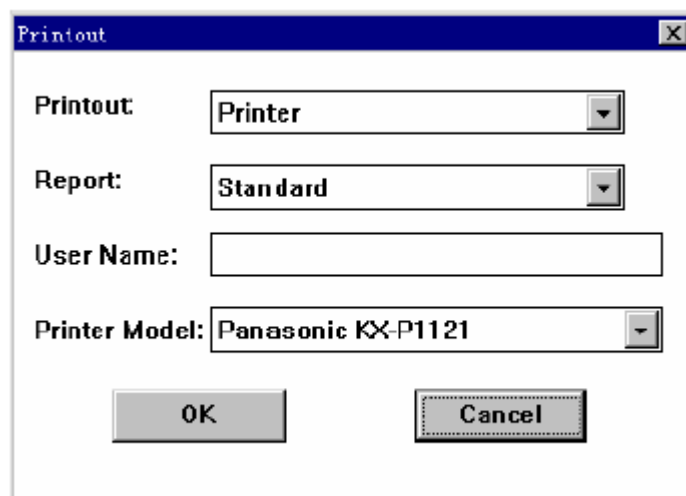 Printout
Printout: Printer
Report: Standard
User Name:
Printer Model: Panasonic KX-P1121
OK Cancel